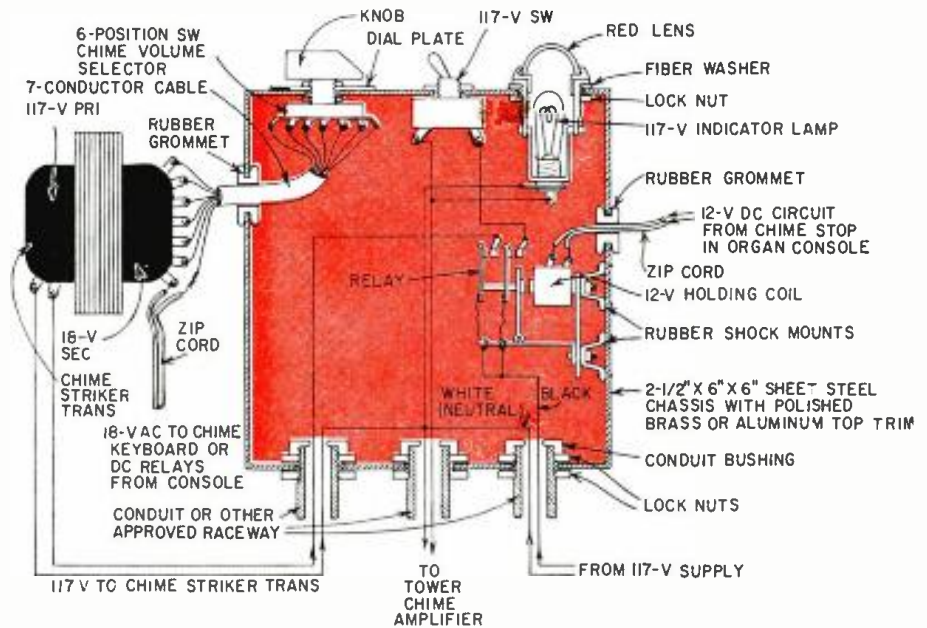 KNOB
117-V SW
6-POSITION SW
CHIME VOLUME
SELECTOR
DIAL PLATE
RED LENS
7-CONDUCTOR CABLE
FIBER WASHER
117-V PRI
LOCK NUT
RUBBER
GROMMET
117-V INDICATOR LAMP
RUBBER GROMMET
12-V DC CIRCUIT
FROM CHIME STOP
IN ORGAN CONSOLE
RELAY
ZIP CORD
12-V HOLDING COIL
18-V
SEC
ZIP
CORD
RUBBER SHOCK MOUNTS
CHIME
STRIKER
TRANS
WHITE
(NEUTRAL)
BLACK
2-1/2" X 6" X 6" SHEET STEEL
CHASSIS WITH POLISHED
BRASS OR ALUMINUM TOP TRIM
18-V AC TO CHIME
KEYBOARD OR
DC RELAYS
FROM CONSOLE
CONDUIT BUSHING
LOCK NUTS
CONDUIT OR OTHER
APPROVED RACEWAY
117 V TO CHIME STRIKER TRANS
TO
TOWER
CHIME
AMPLIFIER
FROM 117-V SUPPLY